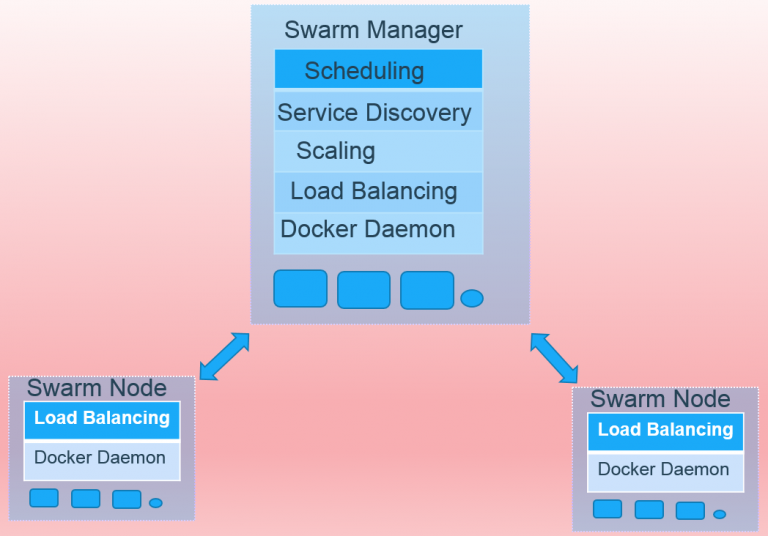 Swarm Manager
Scheduling
Service Discovery
Scaling
Load Balancing
Docker Daemon
Swarm Node
Load Balancing
Docker Daemon
Swarm Node
Load Balancing
Docker Daemon